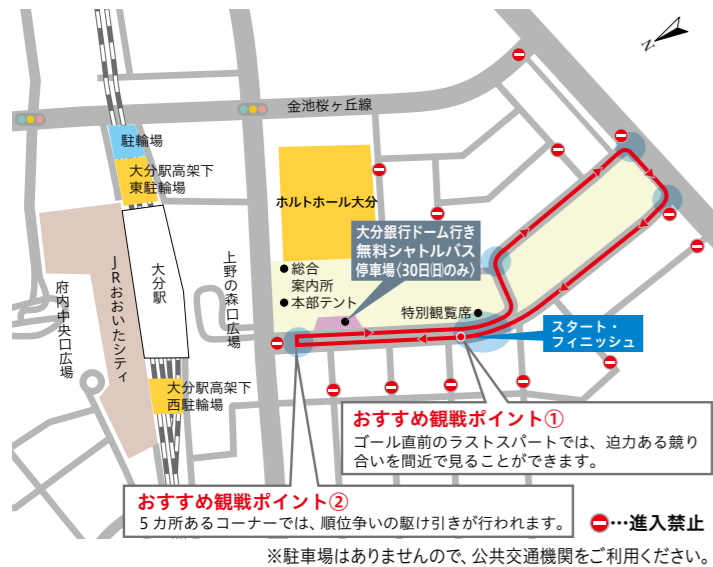 N
金池桜ヶ丘線
駐輪場
大分駅高架下
東駐輪場
ホルトホール大分
大分銀行ドーム行き
無料シャトルバス
停車場〈30日(日)のみ〉
府内中央口広場
JRおおいたシティ
大分駅
上野の森口広場
●総合
案内所
●本部テント
特別観覧席●
スタート・
フィニッシュ
大分駅高架下
西駐輪場
おすすめ観戦ポイント①
ゴール直前のラストスパートでは、迫力ある競り
合いを間近で見ることができます。
おすすめ観戦ポイント②
5カ所あるコーナーでは、順位争いの駆け引きが行われます。
…進入禁止
※駐車場はありませんので、公共交通機関をご利用ください。